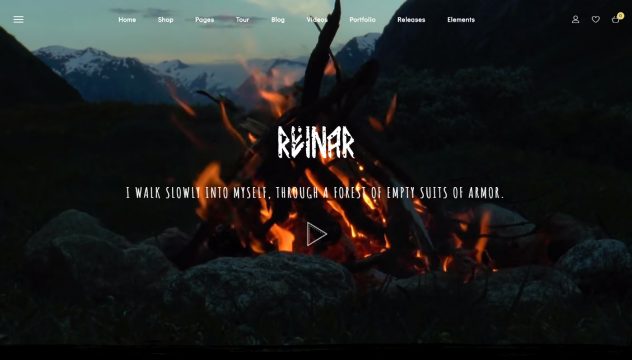 Home Shop Pages Tour Blog Videos Portfolio Releases Elements 0
REINAR
I WALK SLOWLY INTO MYSELF, THROUGH A FOREST OF EMPTY SUITS OF ARMOR.